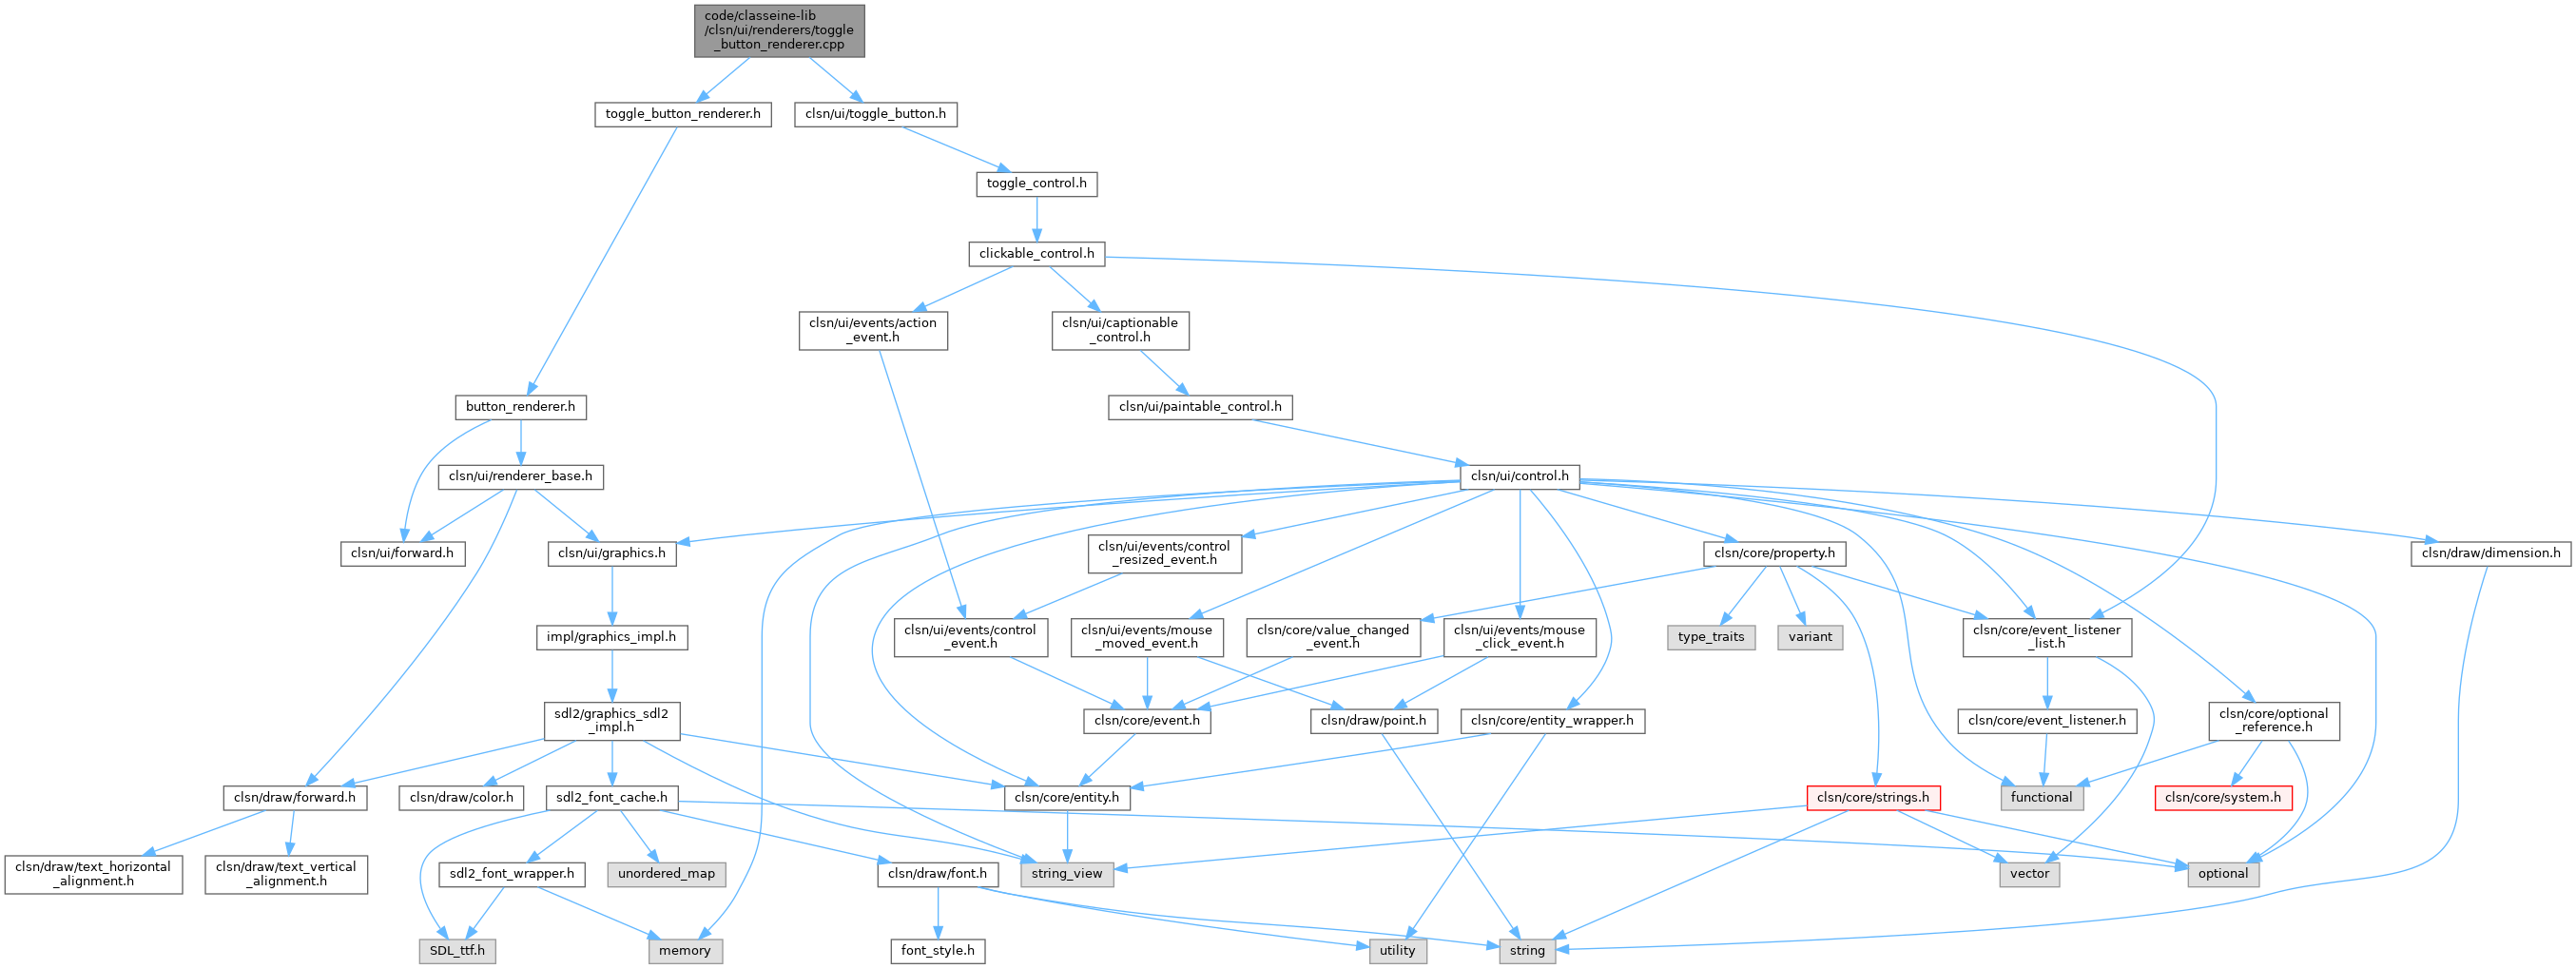 code/classeine-lib
/clsn/ui/renderers/toggle
_button_renderer.cpp
toggle_button_renderer.h
clsn/ui/toggle_button.h
toggle_control.h
clickable_control.h
clsn/ui/events/action
_event.h
clsn/ui/captionable
_control.h
button_renderer.h
clsn/ui/paintable_control.h
clsn/ui/renderer_base.h
clsn/ui/control.h
clsn/ui/forward.h
clsn/ui/graphics.h
clsn/ui/events/control
_resized_event.h
clsn/core/property.h
clsn/draw/dimension.h
impl/graphics_impl.h
clsn/ui/events/control
_event.h
clsn/ui/events/mouse
_moved_event.h
clsn/core/value_changed
_event.h
clsn/ui/events/mouse
_click_event.h
type_traits
variant
clsn/core/event_listener
_list.h
sdl2/graphics_sdl2
_impl.h
clsn/core/event.h
clsn/draw/point.h
clsn/core/entity_wrapper.h
clsn/core/event_listener.h
clsn/core/optional
_reference.h
clsn/draw/forward.h
clsn/draw/color.h
sdl2_font_cache.h
clsn/core/entity.h
clsn/core/strings.h
functional
clsn/core/system.h
clsn/draw/text_horizontal
_alignment.h
clsn/draw/text_vertical
_alignment.h
sdl2_font_wrapper.h
unordered_map
clsn/draw/font.h
string_view
vector
optional
SDL_ttf.h
memory
font_style.h
utility
string